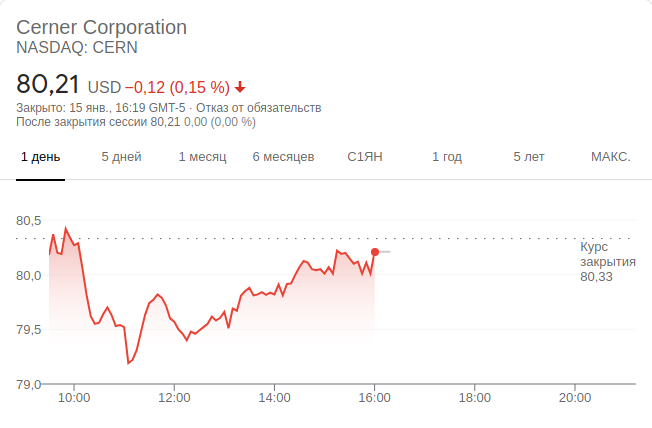 Cerner Corporation
NASDAQ: CERN
80,21 USD −0,12 (0,15 %)
Закрыто: 15 янв., 16:19 GMT-5 · Отказ от обязательств
После закрытия сессии 80,21 0,00 (0,00 %)
1 день 5 дней 1 месяц 6 месяцев С1ЯН 1 год 5 лет МАКС.
80,5
Курс
закрытия
80,33
80,0
79,5
79,0
10:00 12:00 14:00 16:00 18:00 20:00